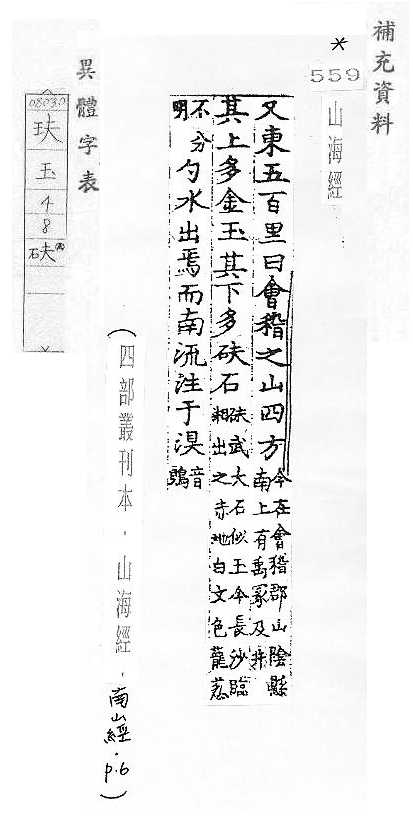 補充資料
*
559
山海經
又東五百里曰會稽之山四方今在會稽郡山陰縣南上有禹冢及井
其上多金玉其下多砆石砆武夫石似玉今長沙臨湘出之赤地白文色蘢蔥
不分明勺水出焉而南流注于湨音鵙
(四部叢刊本．山海經．南山經．p.6)
異體字表
08030
玞
玉
4
8
砆